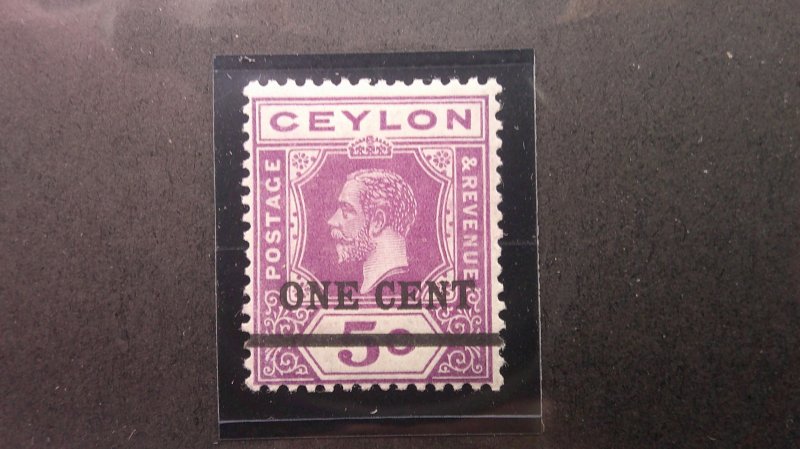 CEYLON
POSTAGE
& REVENUE
ONE CENT
5c